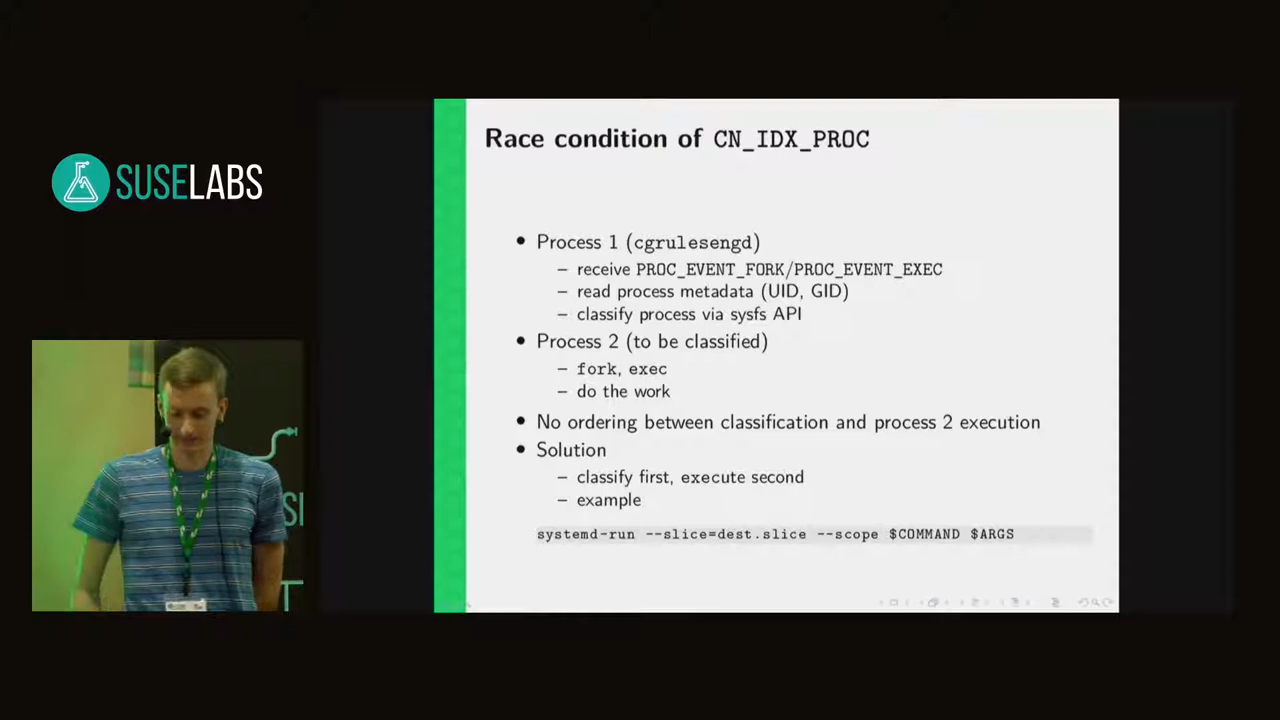 SUSELABS
Race condition of CN_IDX_PROC
• Process 1 (cgrulesengd)
– receive PROC_EVENT_FORK/PROC_EVENT_EXEC
– read process metadata (UID, GID)
– classify process via sysfs API
• Process 2 (to be classified)
– fork, exec
– do the work
• No ordering between classification and process 2 execution
• Solution
– classify first, execute second
– example
systemd-run --slice=dest.slice --scope $COMMAND $ARGS